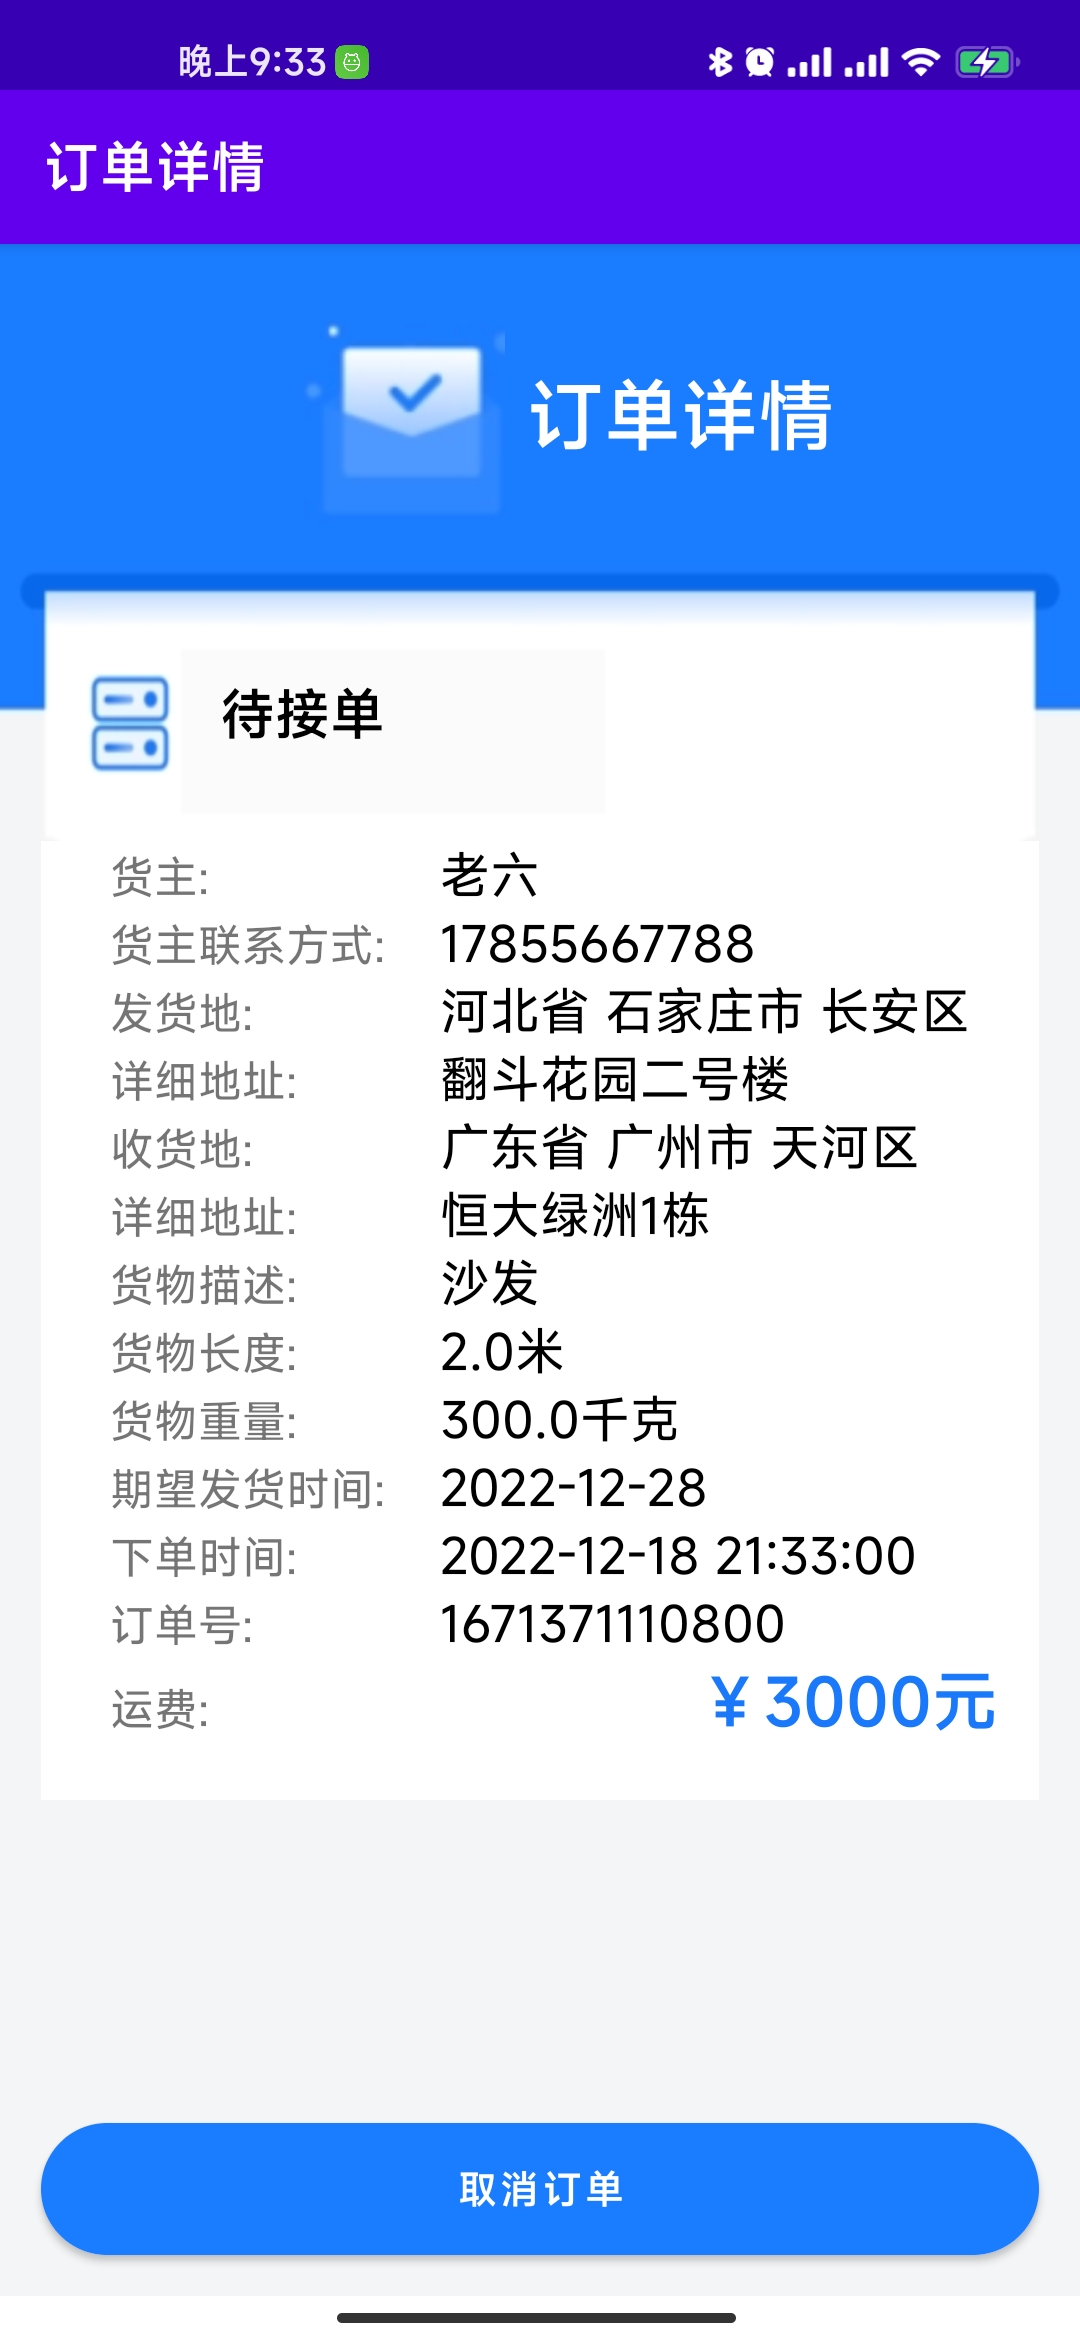 晚上9:33
订单详情
订单详情
待接单
货主: 老六
货主联系方式: 17855667788
发货地: 河北省 石家庄市 长安区
详细地址: 翻斗花园二号楼
收货地: 广东省 广州市 天河区
详细地址: 恒大绿洲1栋
货物描述: 沙发
货物长度: 2.0米
货物重量: 300.0千克
期望发货时间: 2022-12-28
下单时间: 2022-12-18 21:33:00
订单号: 1671371110800
运费: ¥3000元
取消订单